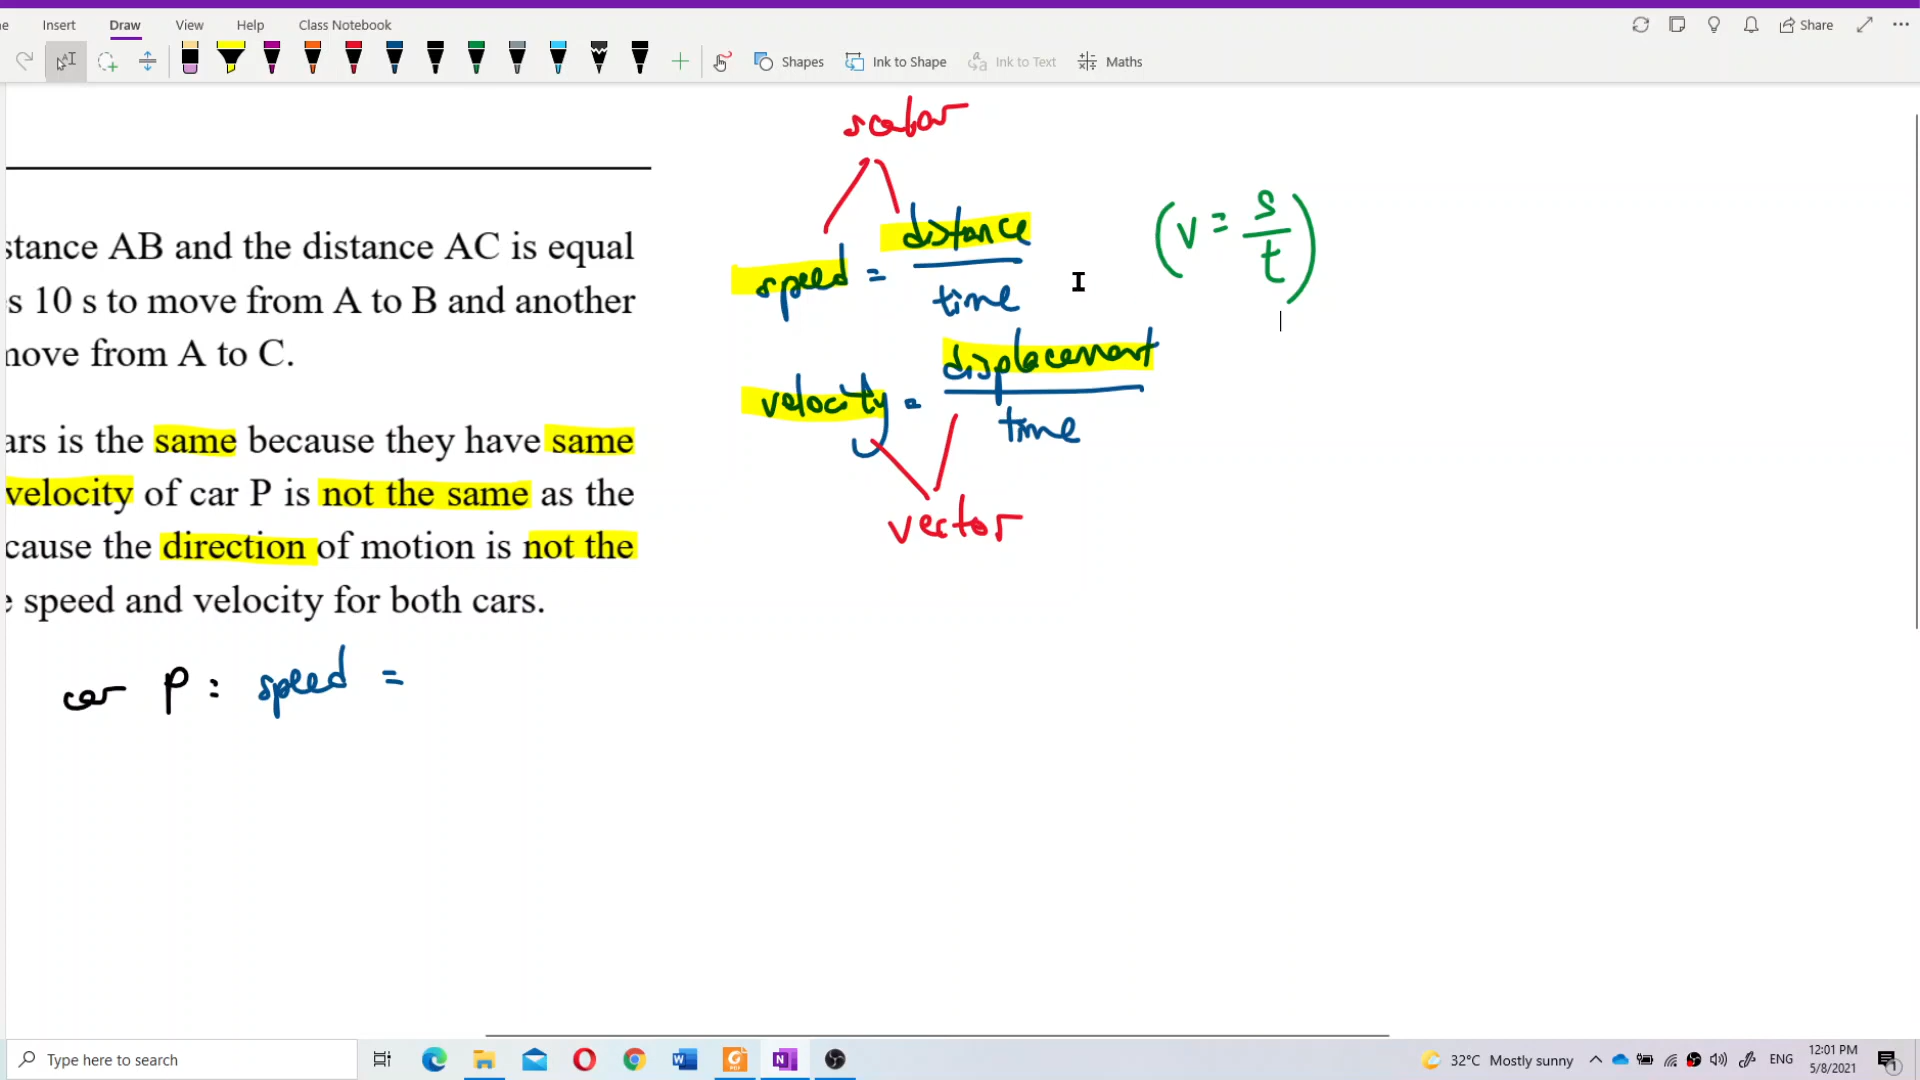 Insert Draw View Help Class Notebook
Share
Shapes Ink to Shape Ink to Text Maths
scalar
speed = distance / time
(v = s / t)
velocity = displacement / time
vector
stance AB and the distance AC is equal
s 10 s to move from A to B and another
move from A to C.
ars is the same because they have same
velocity of car P is not the same as the
cause the direction of motion is not the
e speed and velocity for both cars.
car P : speed =
Type here to search
32°C Mostly sunny
ENG
12:01 PM
5/8/2021